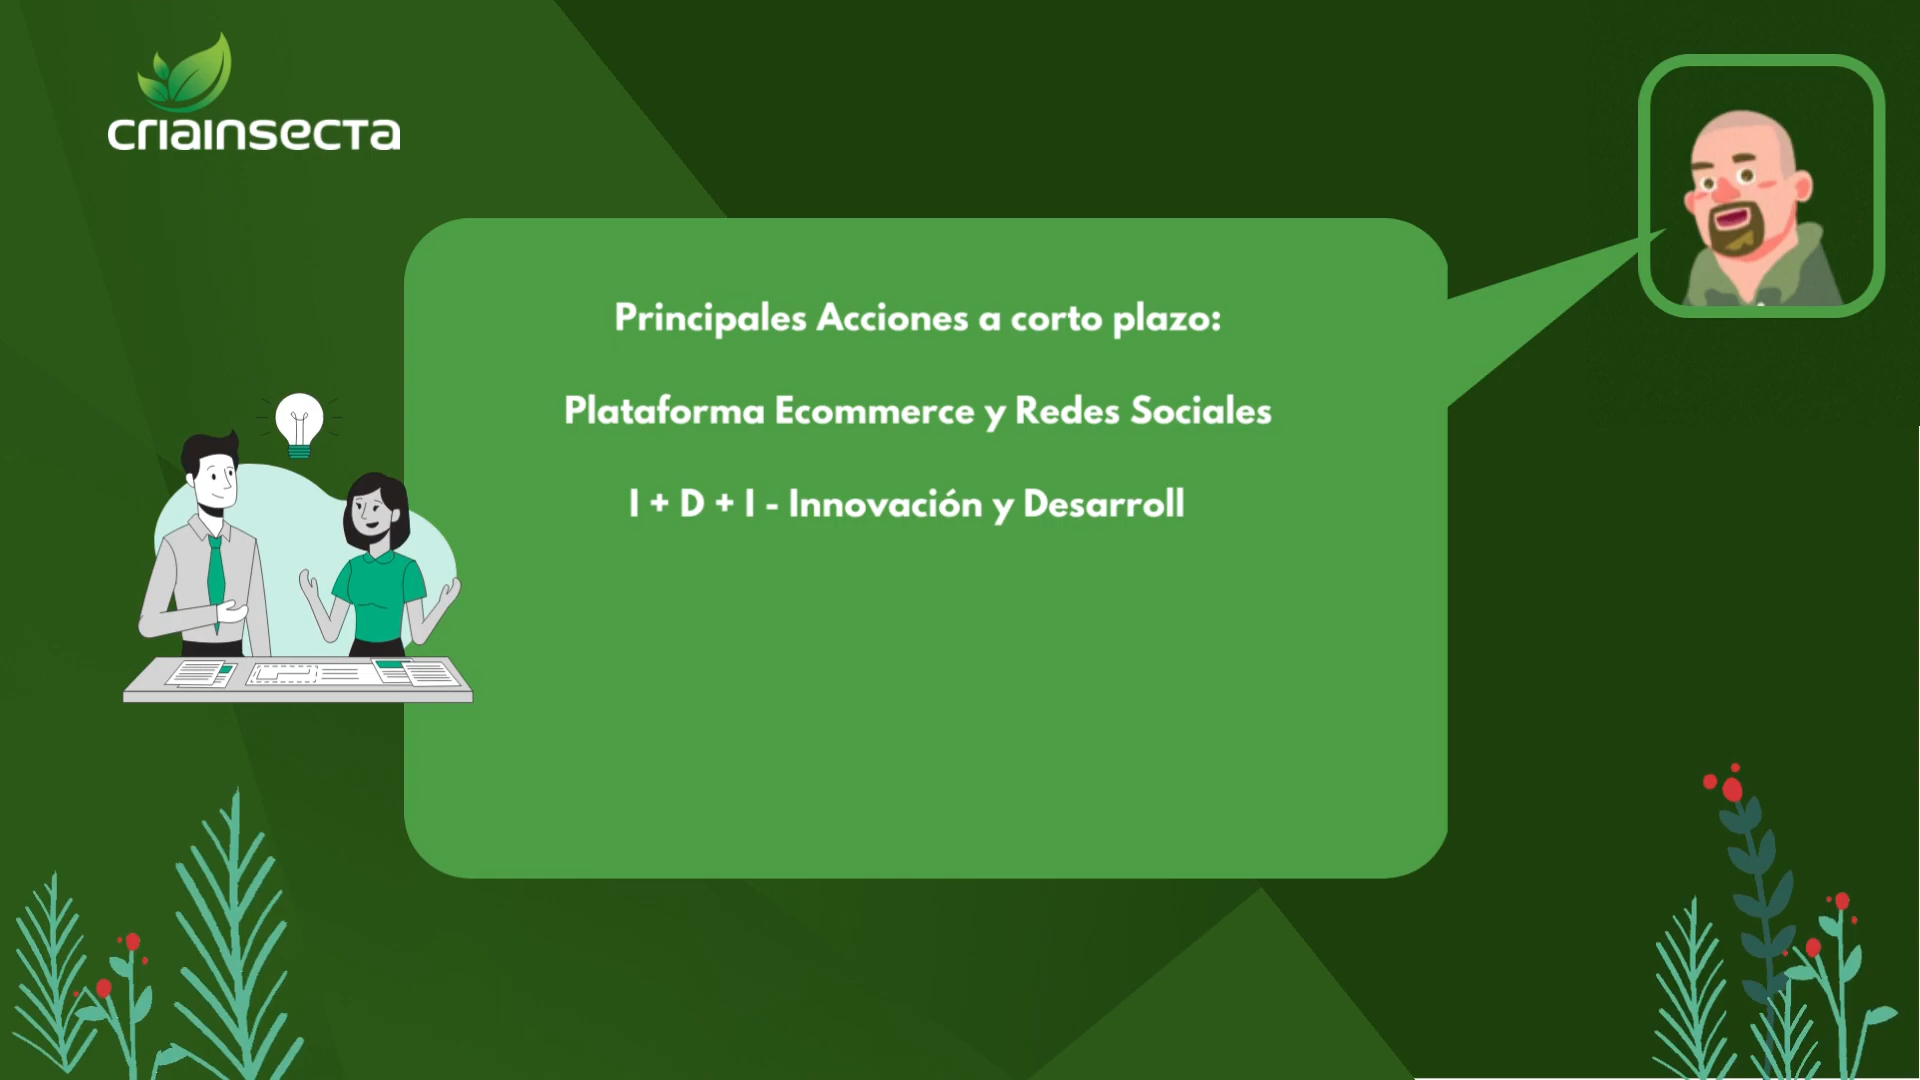 criainsecta
Principales Acciones a corto plazo:
Plataforma Ecommerce y Redes Sociales
I + D + I - Innovación y Desarroll